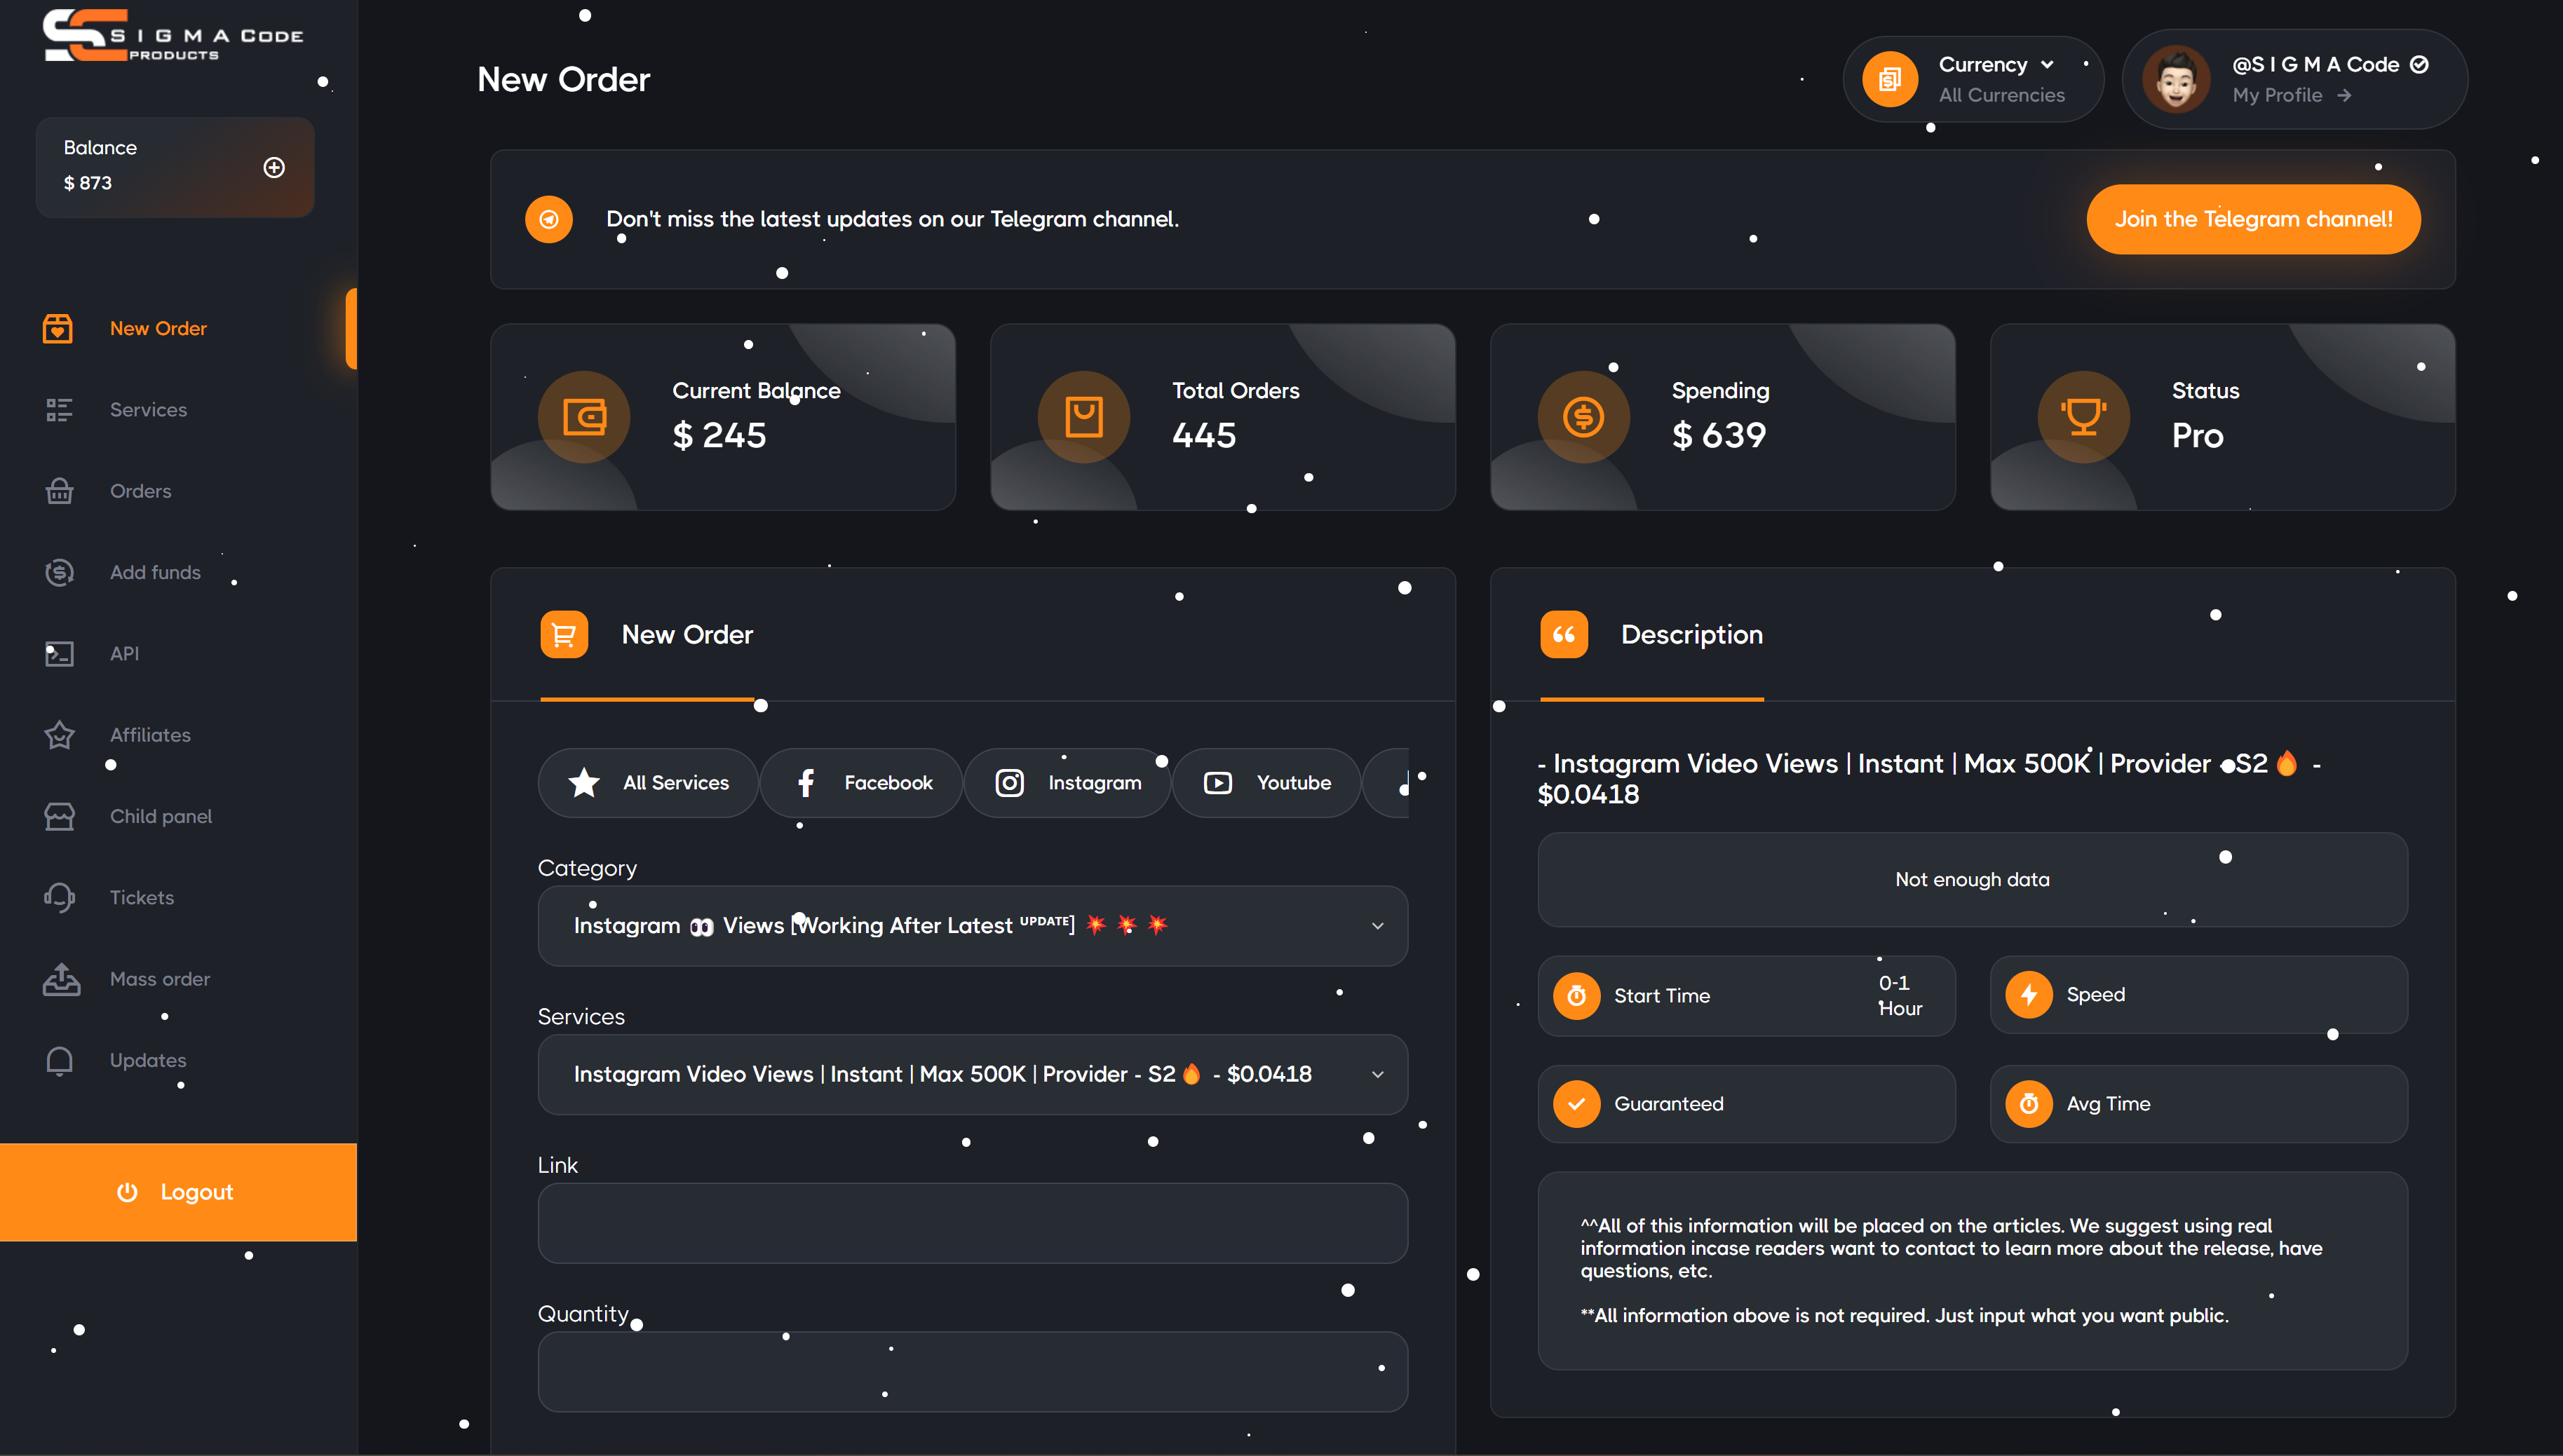 SIGMA CODE
PRODUCTS
Balance
$ 873
New Order
Services
Orders
Add funds
API
Affiliates
Child panel
Tickets
Mass order
Updates
Logout
New Order
Currency
All Currencies
@S I G M A Code
My Profile
Don't miss the latest updates on our Telegram channel.
Join the Telegram channel!
Current Balance
$ 245
Total Orders
445
Spending
$ 639
Status
Pro
New Order
All Services
Facebook
Instagram
Youtube
Category
Instagram 👀 Views [Working After Latest ᵁᴾᴰᴬᵀᴱ] 💥 💥 💥
Services
Instagram Video Views | Instant | Max 500K | Provider - S2 🔥 - $0.0418
Link
Quantity
Description
- Instagram Video Views | Instant | Max 500K | Provider - S2 🔥 -
$0.0418
Not enough data
Start Time
0-1
Hour
Speed
Guaranteed
Avg Time
^^All of this information will be placed on the articles. We suggest using real
information incase readers want to contact to learn more about the release, have
questions, etc.
**All information above is not required. Just input what you want public.